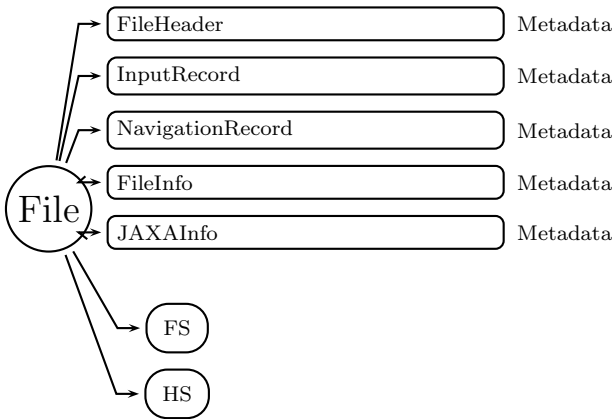 FileHeader Metadata
InputRecord Metadata
NavigationRecord Metadata
FileInfo Metadata
File
JAXAInfo Metadata
FS
HS